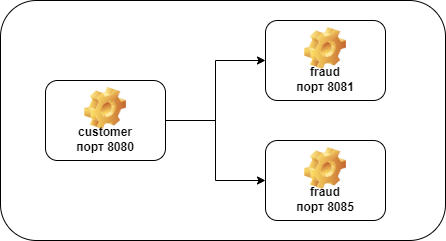 customer
порт 8080
fraud
порт 8081
fraud
порт 8085